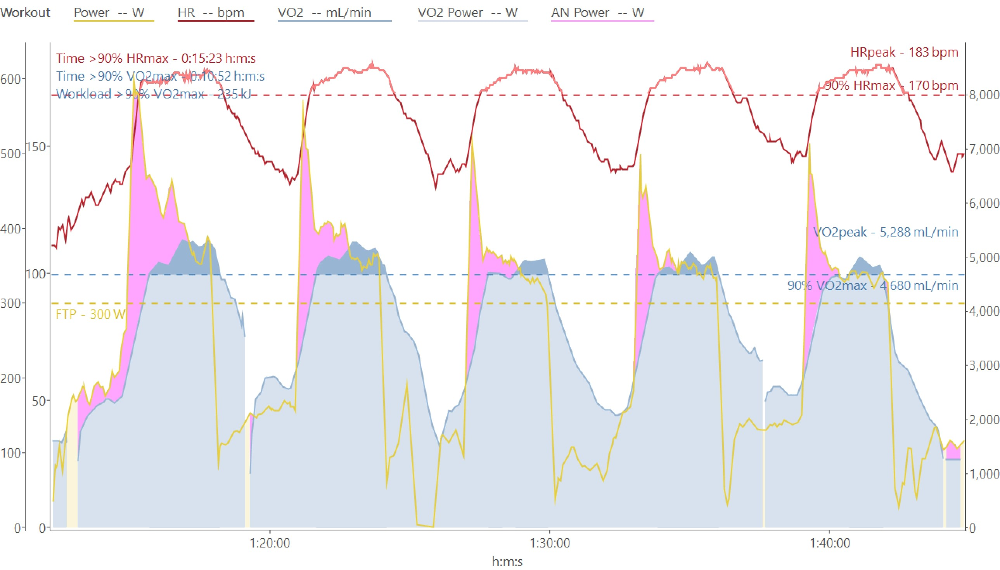 Workout Power -- W HR -- bpm VO2 -- mL/min VO2 Power -- W AN Power -- W
Time >90% HRmax - 0:15:23 h:m:s
Time >90% VO2max - 0:10:52 h:m:s
Workload >90% VO2max - 235 kJ
HRpeak - 183 bpm
90% HRmax - 170 bpm
VO2peak - 5,288 mL/min
90% VO2max - 4,680 mL/min
FTP - 300 W
600
500
400
300
200
100
0
150
100
50
0
8,000
7,000
6,000
5,000
4,000
3,000
2,000
1,000
0
1:20:00 1:30:00 1:40:00
h:m:s